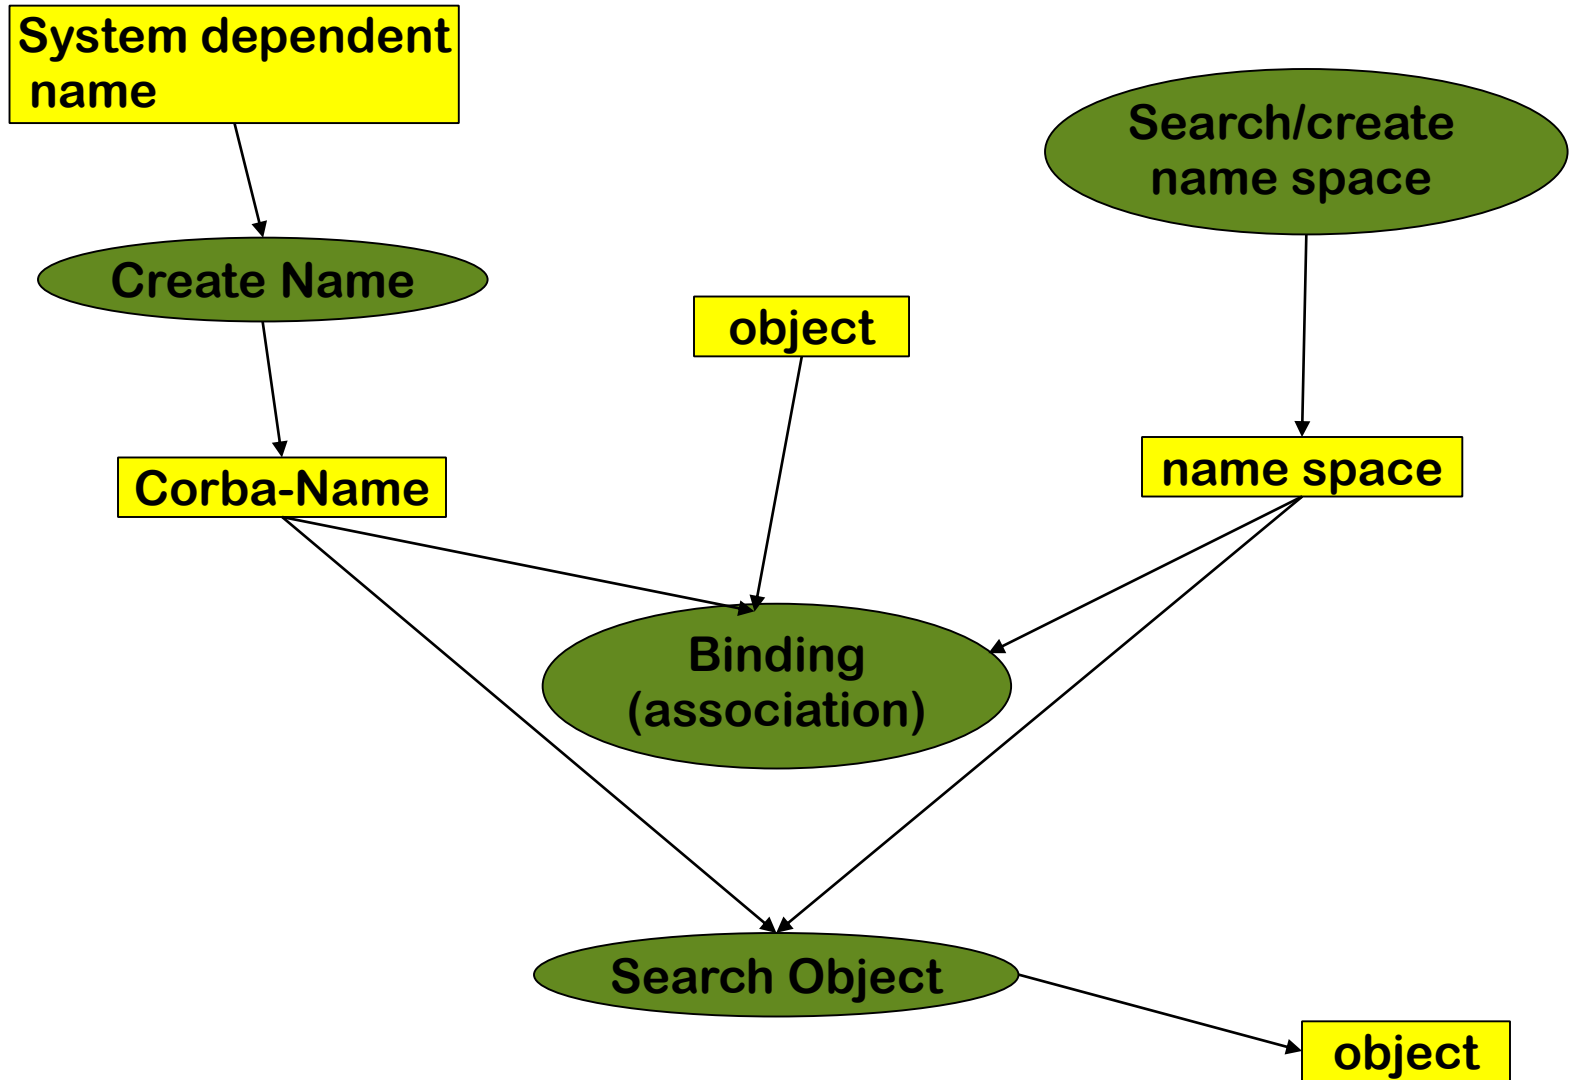 System dependent
name
Search/create
name space
Create Name
object
Corba-Name
name space
Binding
(association)
Search Object
object